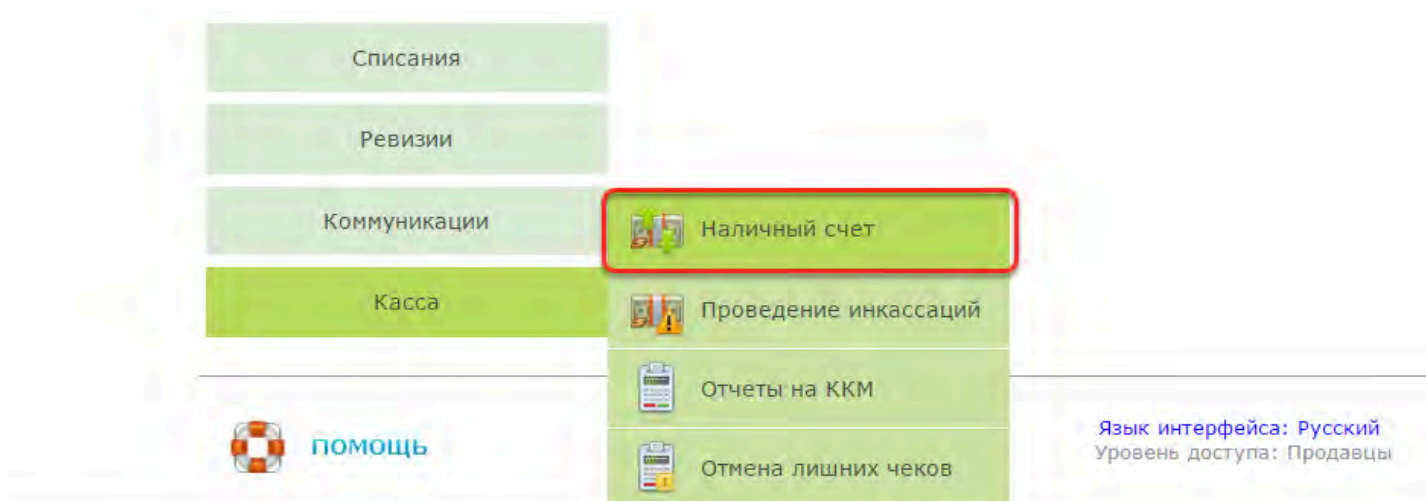 Списания
Ревизии
Коммуникации
Наличный счет
Касса
Проведение инкассаций
Отчеты на ККМ
ПОМОЩЬ
Язык интерфейса: Русский
Уровень доступа: Продавцы
Отмена лишних чеков